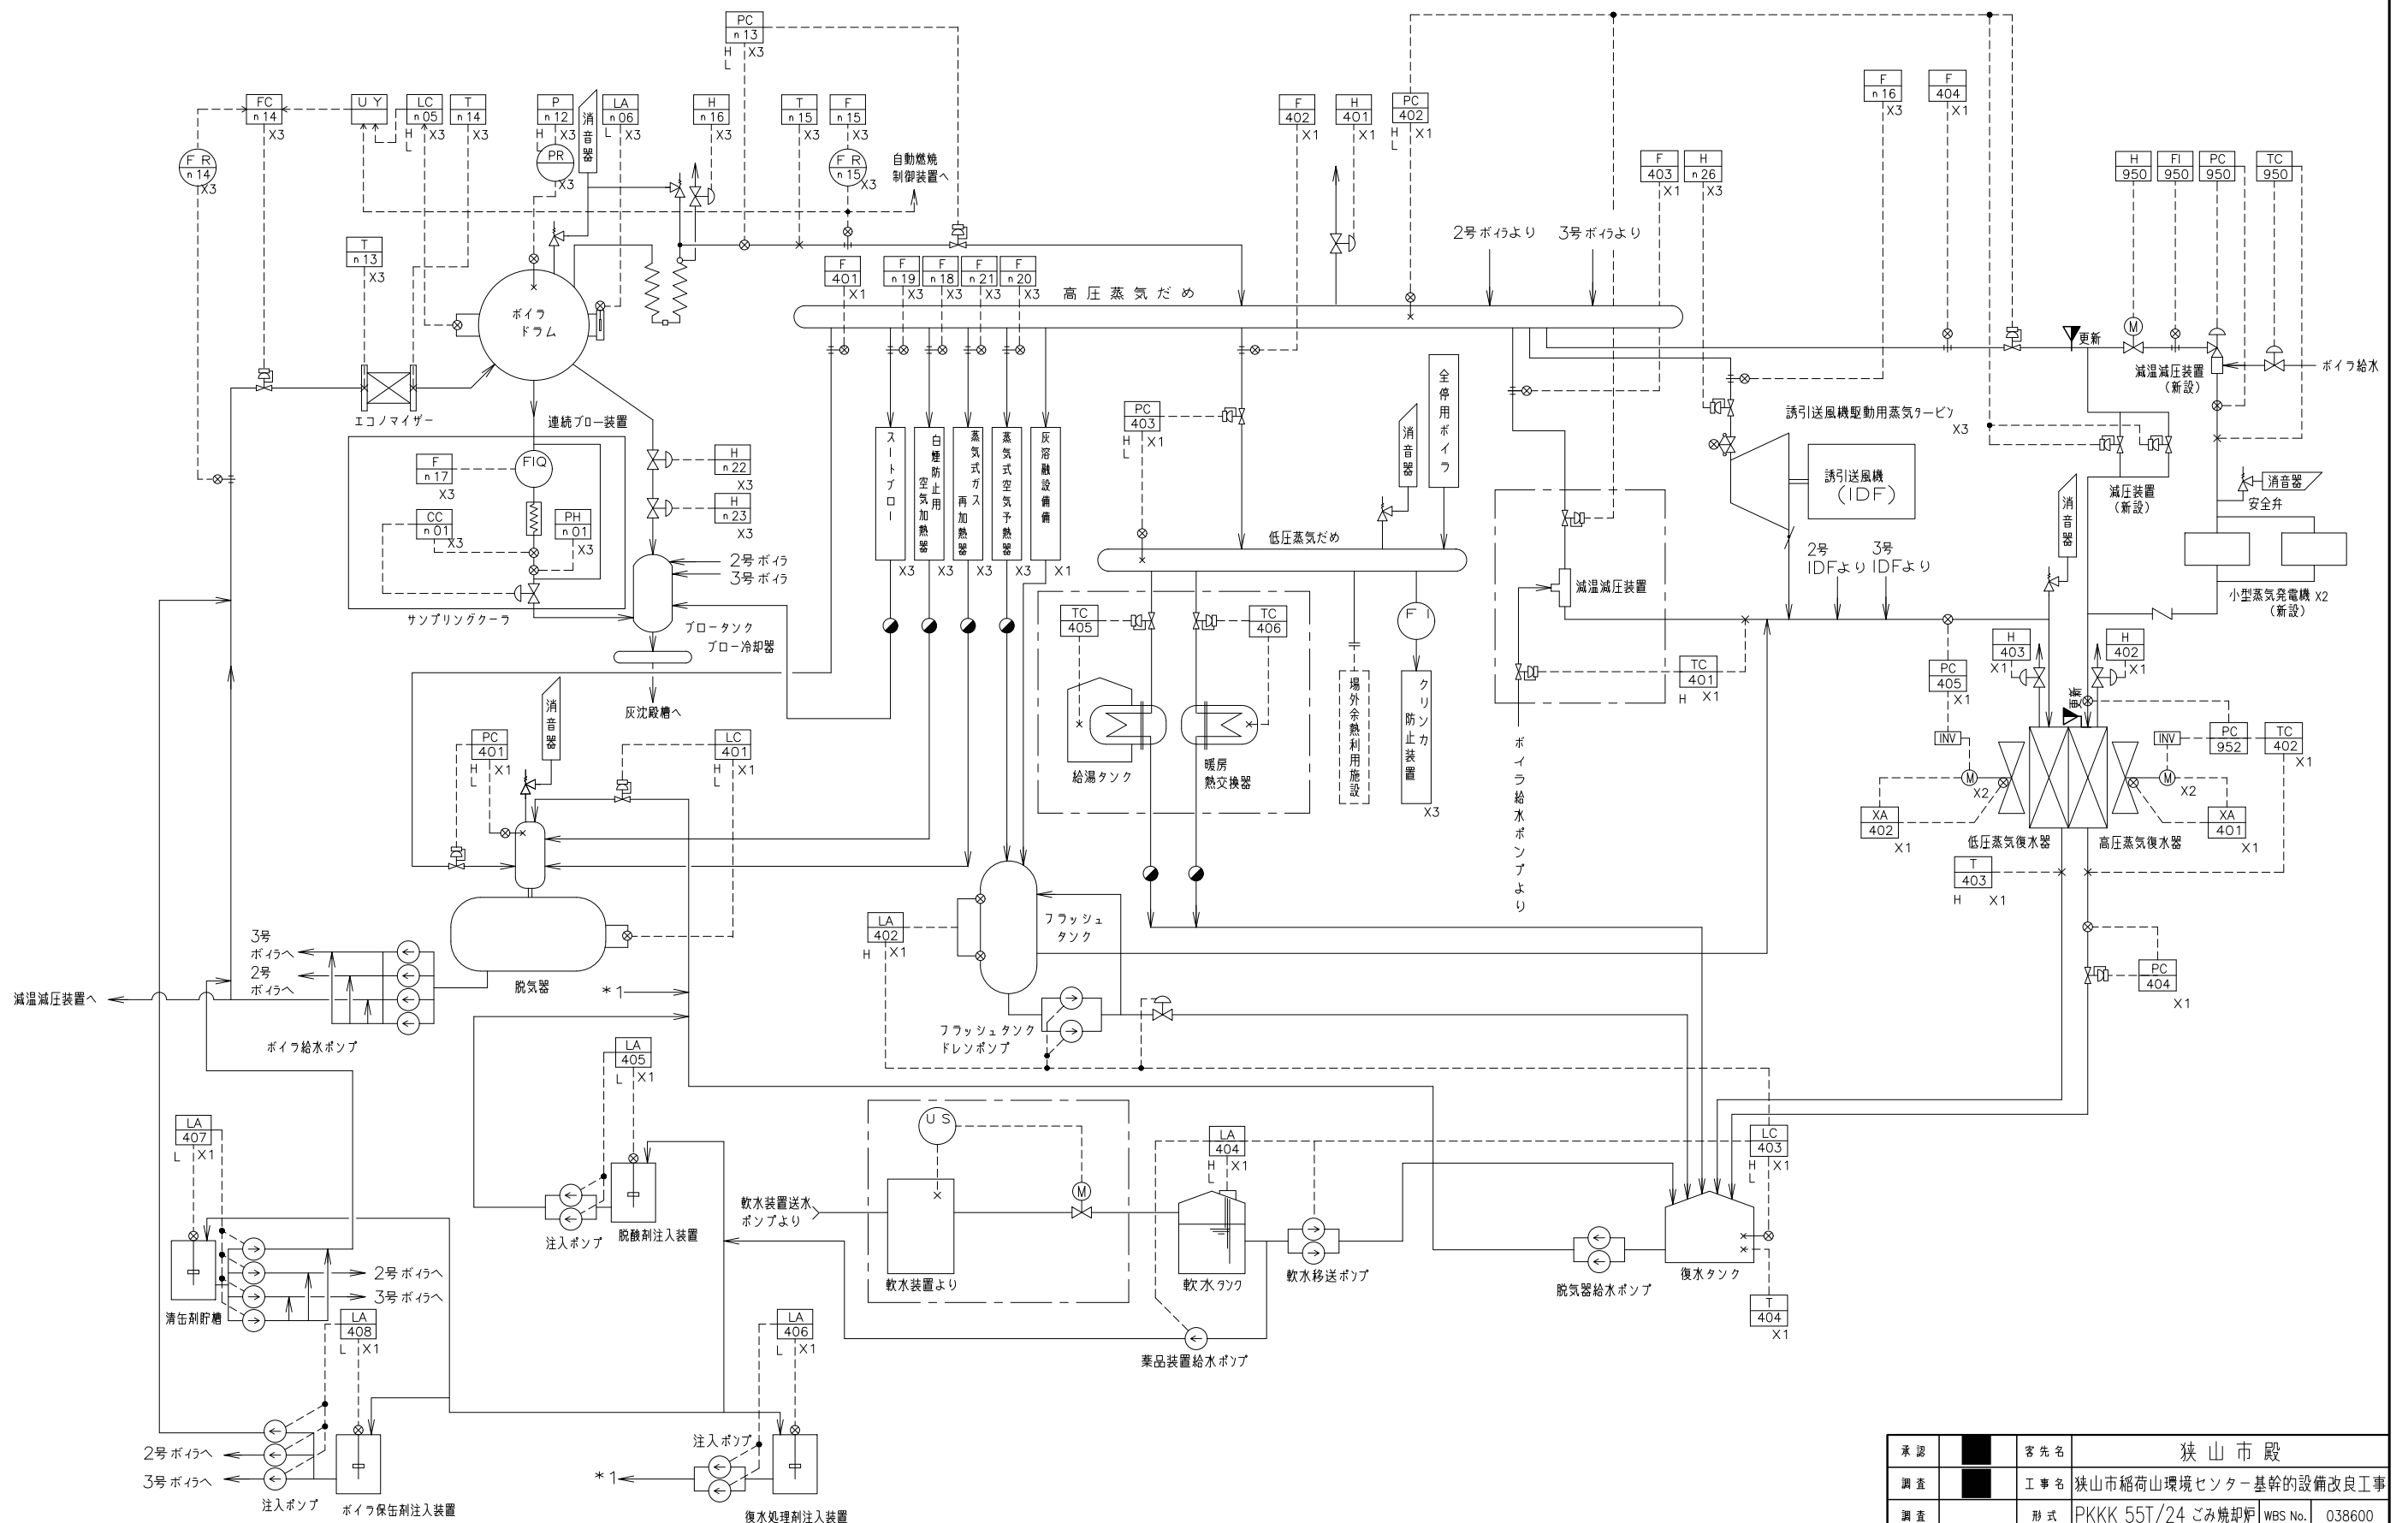 PC
n13
H
L
X3
FC
n14
X3
UY
LC
n05
H
L
X3
T
n14
X3
P
n12
H
L
X3
PR
X3
消音器
LA
n06
L
X3
H
n16
X3
T
n15
X3
F
n15
X3
FR
n15
X3
自動燃焼
制御装置へ
FR
n14
X3
T
n13
X3
F
402
X1
H
401
X1
PC
402
H
L
X1
F
n16
X3
F
404
X1
F
403
X1
H
n26
X3
H
950
FI
950
PC
950
TC
950
2号ボイラより
3号ボイラより
F
401
X1
F
n19
X3
F
n18
X3
F
n21
X3
F
n20
X3
高圧蒸気だめ
ボイラ
ドラム
エコノマイザー
連続ブロー装置
更新
減温減圧装置
(新設)
ボイラ給水
F
n17
X3
FIQ
CC
n01
X3
PH
n01
X3
サンプリングクーラ
H
n22
X3
H
n23
X3
2号ボイラ
3号ボイラ
ブロータンク
ブロー冷却器
灰沈殿槽へ
スートブロー
X3
白煙防止用
空気加熱器
X3
蒸気式ガス
再加熱器
X3
蒸気式空気予熱器
X3
灰溶融設備
X1
PC
403
H
L
X1
消音器
全停用ボイラ
低圧蒸気だめ
誘引送風機駆動用蒸気タービン
X3
誘引送風機
(IDF)
2号
IDFより
3号
IDFより
減温減圧装置
TC
401
H
X1
ボイラ給水ポンプより
減圧装置
(新設)
消音器
安全弁
消音器
小型蒸気発電機 X2
(新設)
TC
405
TC
406
給湯タンク
暖房
熱交換器
場外余熱利用施設
FI
クリンカ
防止装置
X3
H
403
X1
H
402
X1
PC
405
X1
更新
INV
M
X2
INV
M
X2
PC
952
TC
402
X1
XA
402
X1
XA
401
X1
低圧蒸気復水器
高圧蒸気復水器
T
403
H
X1
PC
404
X1
PC
401
H
L
X1
消音器
LC
401
H
L
X1
脱気器
3号
ボイラへ
2号
ボイラへ
減温減圧装置へ
ボイラ給水ポンプ
*1
LA
402
H
X1
フラッシュ
タンク
フラッシュタンク
ドレンポンプ
LA
405
L
X1
注入ポンプ
脱酸剤注入装置
US
M
軟水装置送水
ポンプより
軟水装置より
LA
404
H
L
X1
軟水タンク
軟水移送ポンプ
薬品装置給水ポンプ
脱気器給水ポンプ
LC
403
H
L
X1
復水タンク
T
404
X1
LA
407
L
X1
清缶剤貯槽
2号ボイラへ
3号ボイラへ
LA
408
L
X1
2号ボイラへ
3号ボイラへ
注入ポンプ
ボイラ保缶剤注入装置
LA
406
L
X1
注入ポンプ
*1
復水処理剤注入装置
承認
客先名
狭山市殿
調査
工事名
狭山市稲荷山環境センター基幹的設備改良工事
調査
形式
PKKK 55T/24 ごみ焼却炉
WBS No.
038600